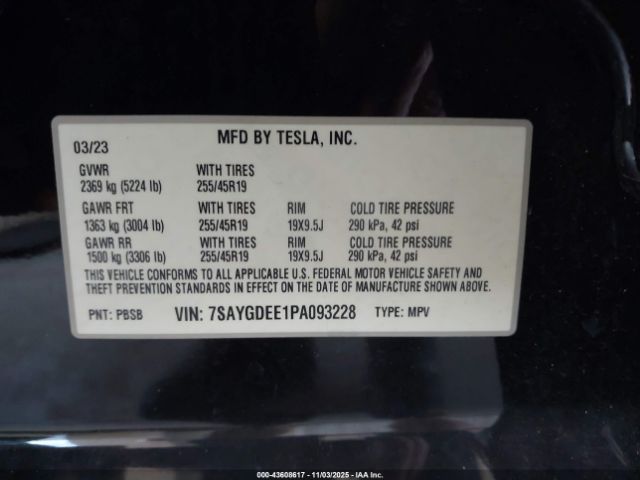 MFD BY TESLA, INC.
03/23
GVWR WITH TIRES
2369 kg (5224 lb) 255/45R19
GAWR FRT WITH TIRES RIM COLD TIRE PRESSURE
1363 kg (3004 lb) 255/45R19 19X9.5J 290 kPa, 42 psi
GAWR RR WITH TIRES RIM COLD TIRE PRESSURE
1500 kg (3306 lb) 255/45R19 19X9.5J 290 kPa, 42 psi
THIS VEHICLE CONFORMS TO ALL APPLICABLE U.S. FEDERAL MOTOR VEHICLE SAFETY AND
THEFT PREVENTION STANDARDS IN EFFECT ON THE DATE OF MANUFACTURE SHOWN ABOVE.
PNT: PBSB VIN: 7SAYGDEE1PA093228 TYPE: MPV
000-43608617 - 11/03/2025 - IAA Inc.